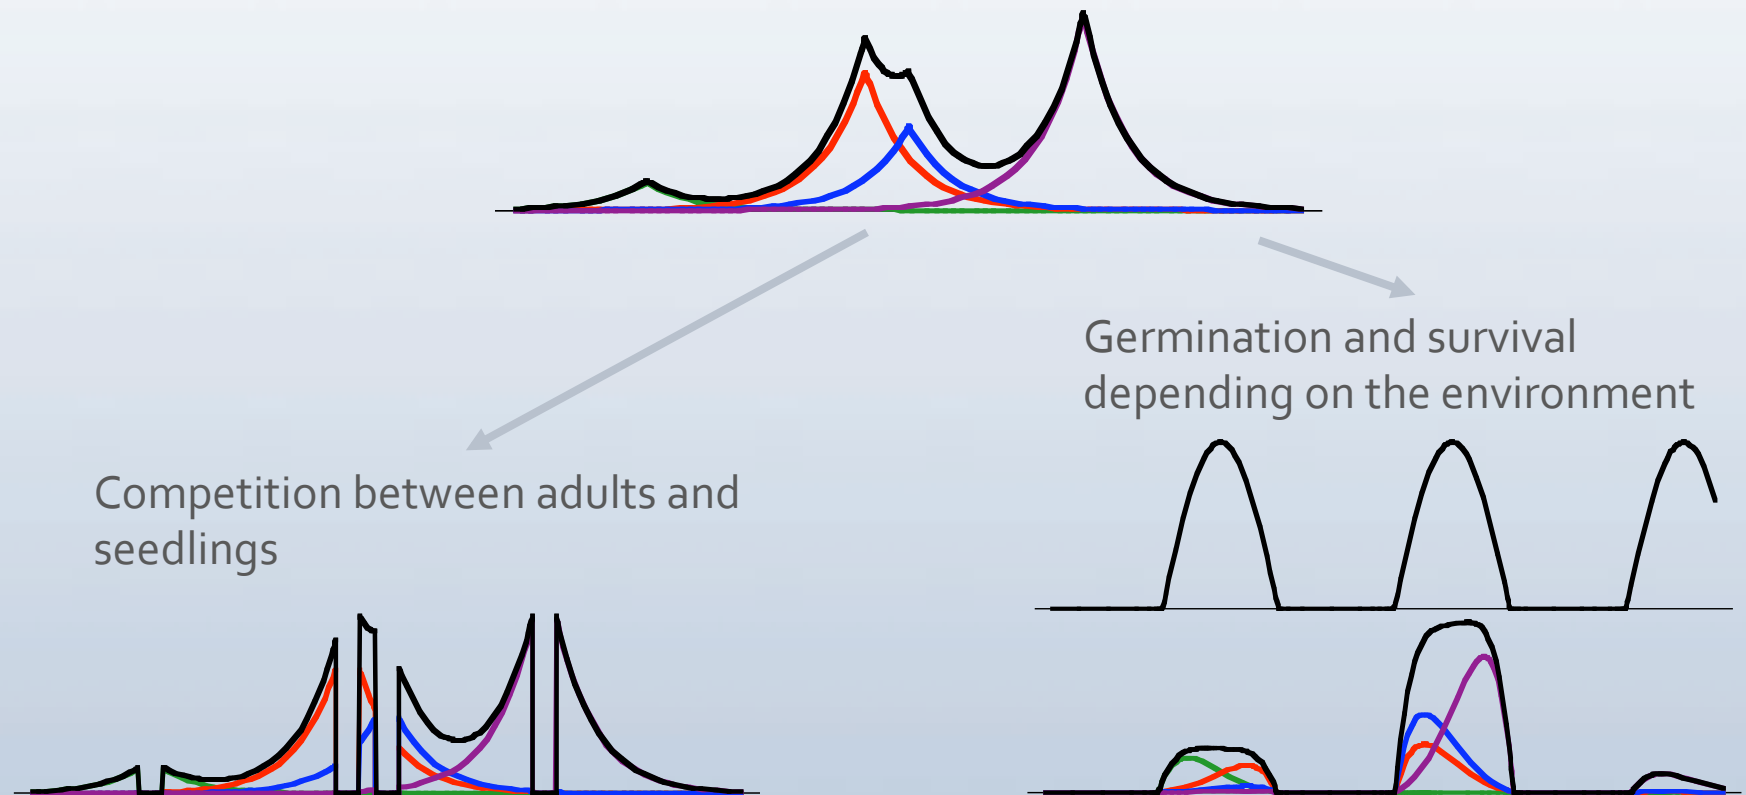 Germination and survival
depending on the environment
Competition between adults and
seedlings